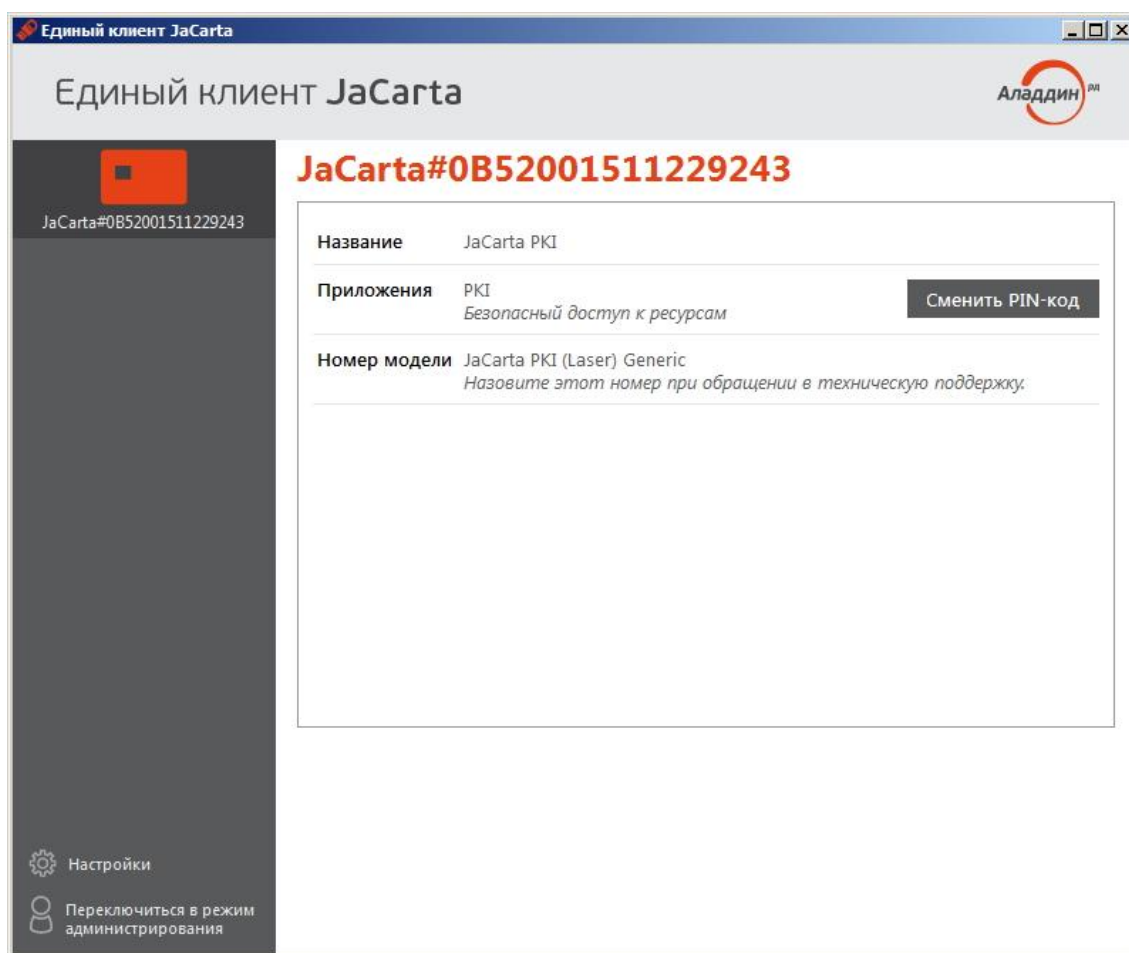 Единый клиент JaCarta
Единый клиент JaCarta
Аладдин РД
JaCarta#0B52001511229243
JaCarta#0B52001511229243
Название JaCarta PKI
Приложения PKI
Безопасный доступ к ресурсам
Сменить PIN-код
Номер модели JaCarta PKI (Laser) Generic
Назовите этот номер при обращении в техническую поддержку.
Настройки
Переключиться в режим
администрирования